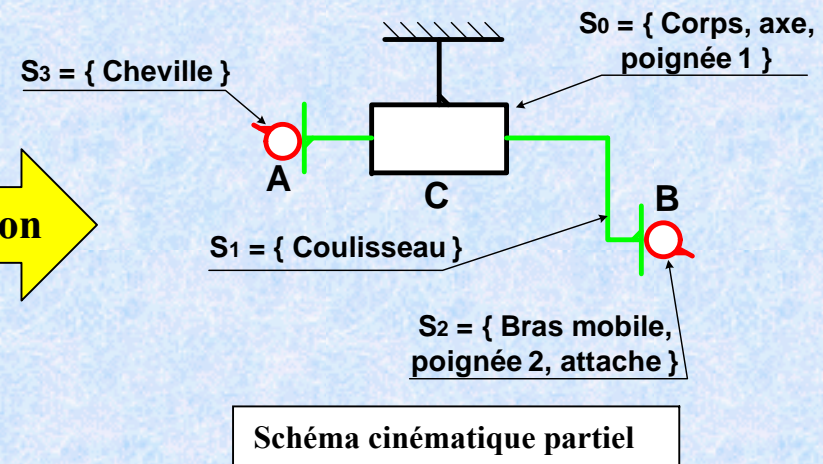 S0 = { Corps, axe,
poignée 1 }
S3 = { Cheville }
A
C
B
on
S1 = { Coulisseau }
S2 = { Bras mobile,
poignée 2, attache }
Schéma cinématique partiel